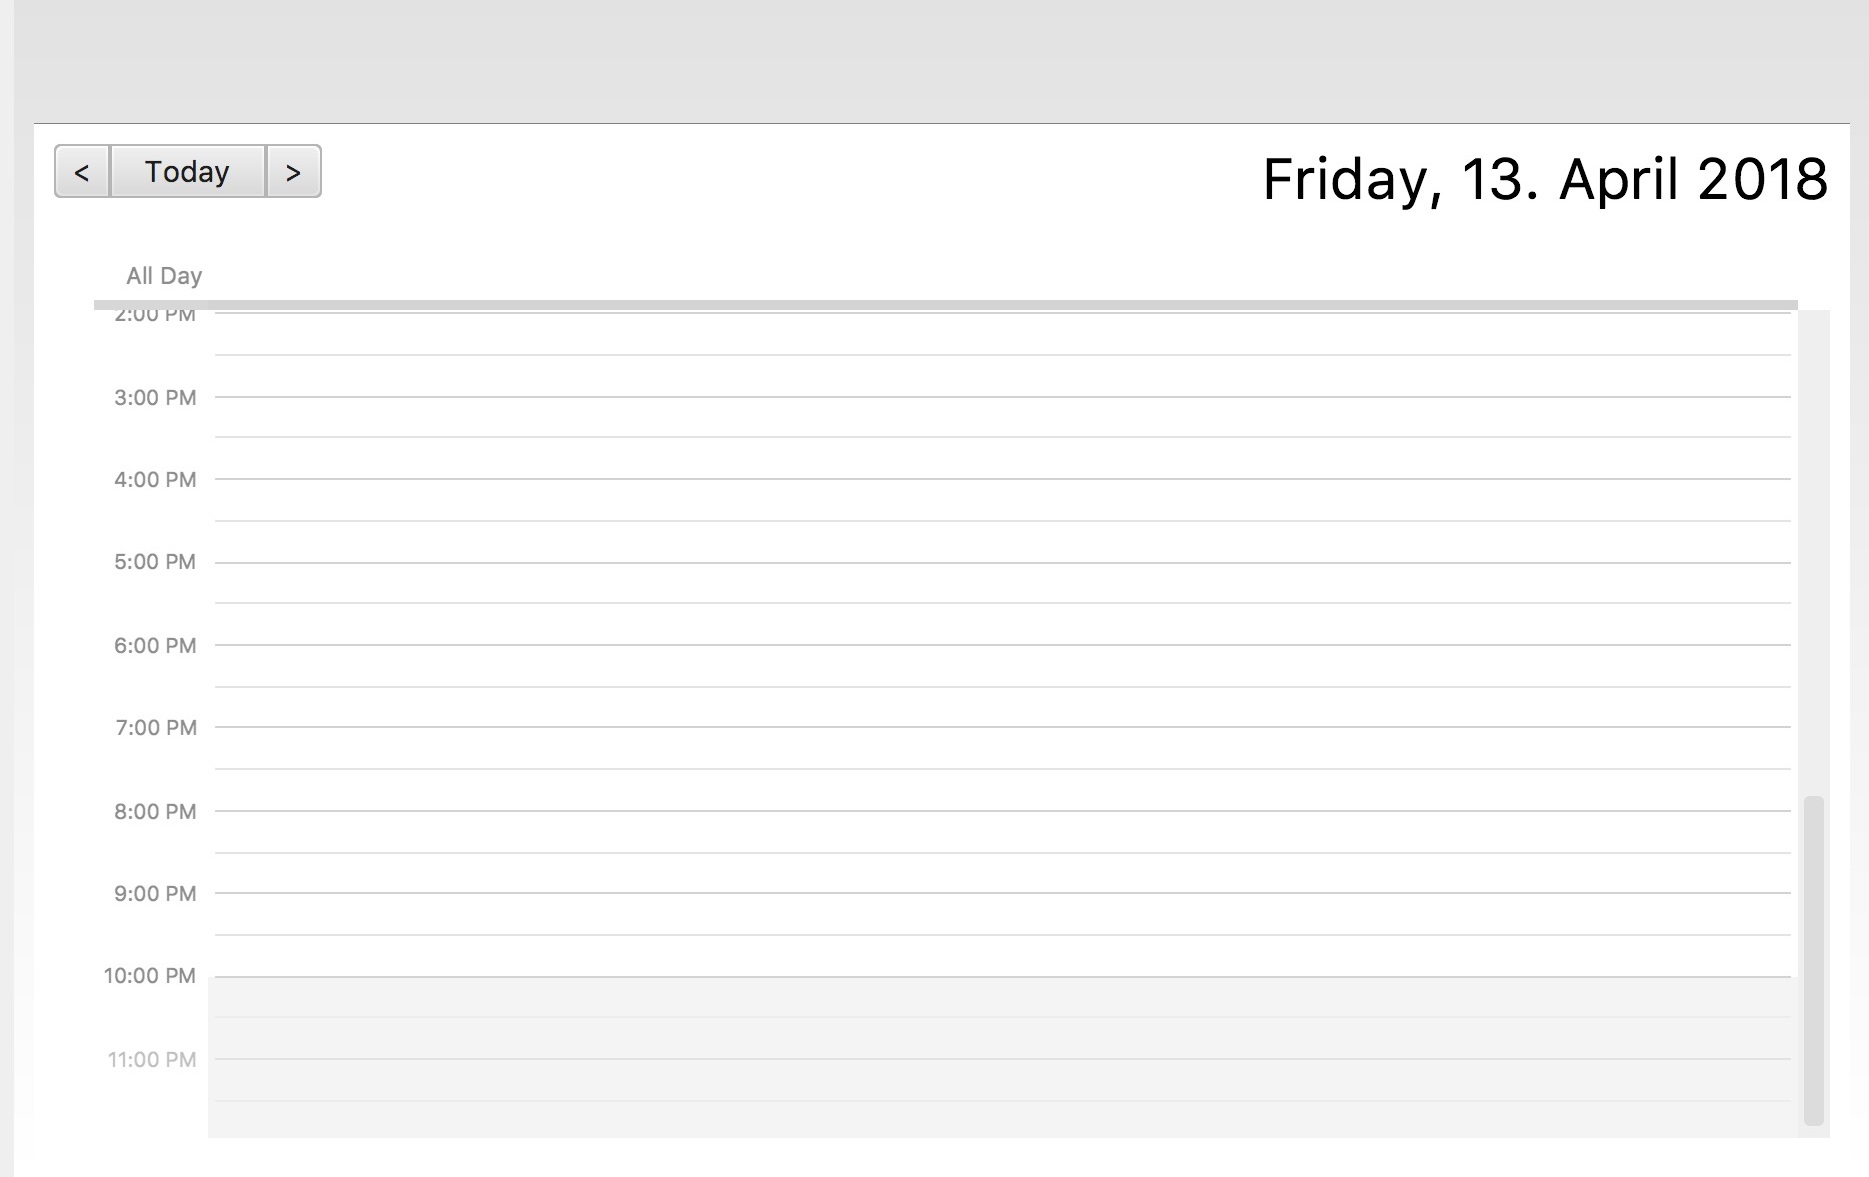 < Today >
Friday, 13. April 2018
All Day
2:00 PM
3:00 PM
4:00 PM
5:00 PM
6:00 PM
7:00 PM
8:00 PM
9:00 PM
10:00 PM
11:00 PM